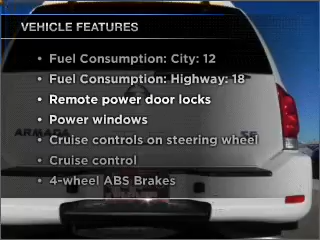 VEHICLE FEATURES
• Fuel Consumption: City: 12
• Fuel Consumption: Highway: 18
• Remote power door locks
• Power windows
• Cruise controls on steering wheel
• Cruise control
• 4-wheel ABS Brakes
ARMADA
SE